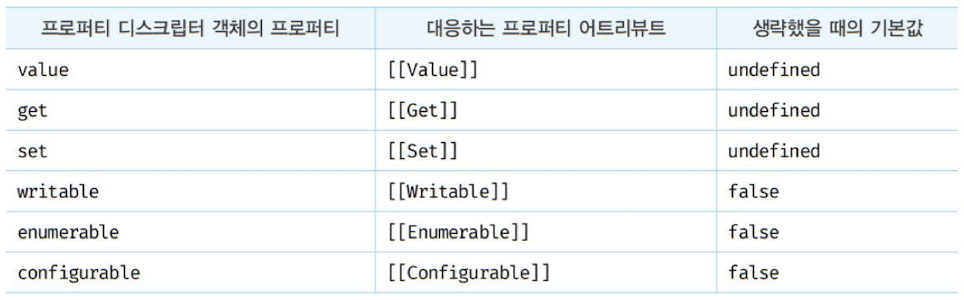 프로퍼티 디스크립터 객체의 프로퍼티 대응하는 프로퍼티 어트리뷰트 생략했을 때의 기본값
value [[Value]] undefined
get [[Get]] undefined
set [[Set]] undefined
writable [[Writable]] false
enumerable [[Enumerable]] false
configurable [[Configurable]] false